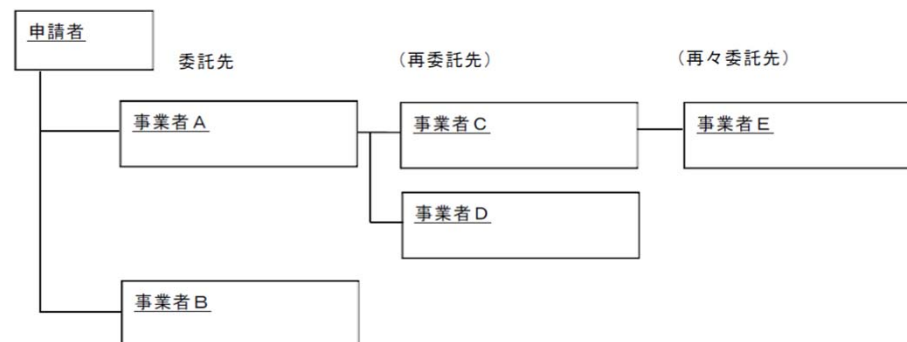 申請者
委託先
（再委託先）
（再々委託先）
事業者Ａ
事業者Ｃ
事業者Ｅ
事業者Ｄ
事業者Ｂ